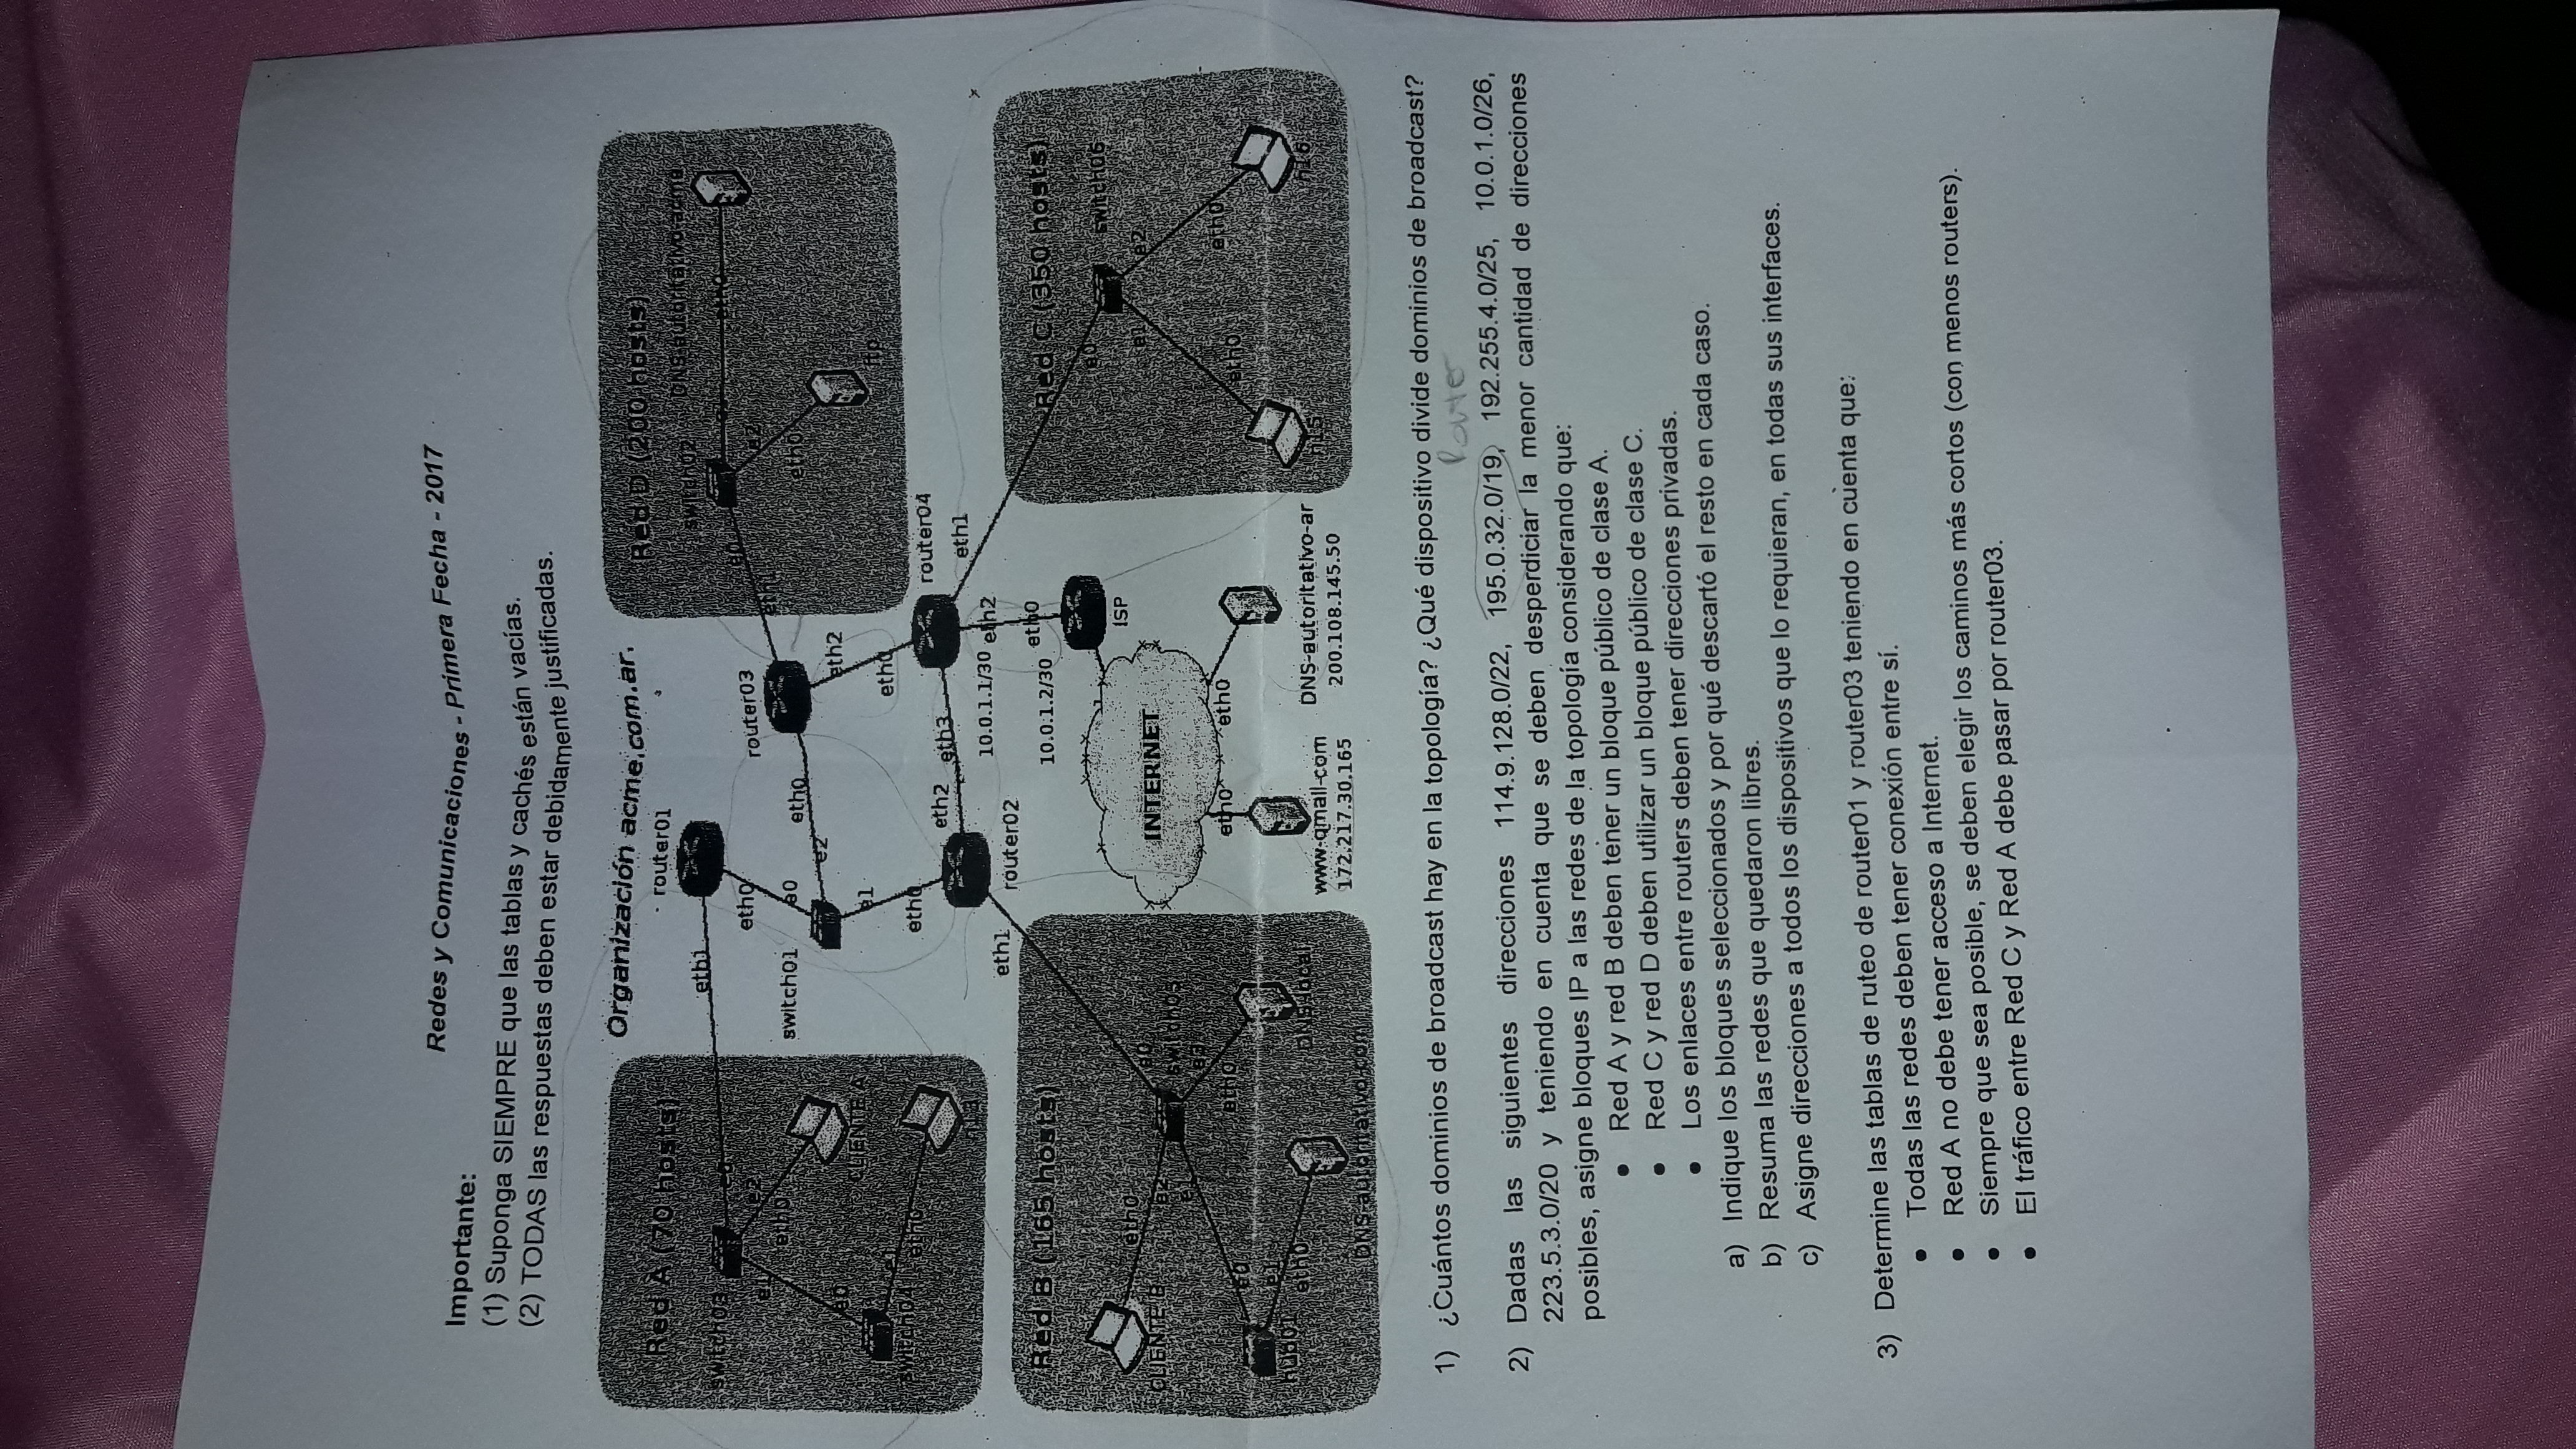 Redes y Comunicaciones - Primera Fecha - 2017
Importante:
(1) Suponga SIEMPRE que las tablas y cachés están vacías.
(2) TODAS las respuestas deben estar debidamente justificadas.
Organización acme.com.ar.
Red A (70 hosts)
switch03
e0
e1
e2
eth0
CLIENTE A
e0
switch04
e1
eth0
n13
router01
eth1
eth0
switch01
e0
e2
eth0
e1
router03
eth1
eth2
eth0
eth0
router02
eth2
eth3
eth1
router04
eth1
10.0.1.1/30
eth2
10.0.1.2/30
eth0
ISP
Red D (200 hosts)
switch02
DNS-autoritativo-acme
e0
eth0
e2
eth0
ftp
Red B (165 hosts)
CLIENTE B
eth0
e2
e0
switch05
e1
e3
eth0
DNS-local
hub01
e0
e1
eth0
DNS-autoritativo-com
INTERNET
eth0
eth0
www-qmail-com
172.217.30.165
DNS-autoritativo-ar
200.108.145.50
Red C (350 hosts)
e0
switch06
e1
e2
eth0
eth0
n15
n16
1) ¿Cuántos dominios de broadcast hay en la topología? ¿Qué dispositivo divide dominios de broadcast?
Router
2) Dadas las siguientes direcciones 114.9.128.0/22, 195.0.32.0/19, 192.255.4.0/25, 10.0.1.0/26,
223.5.3.0/20 y teniendo en cuenta que se deben desperdiciar la menor cantidad de direcciones
posibles, asigne bloques IP a las redes de la topología considerando que:
• Red A y red B deben tener un bloque público de clase A.
• Red C y red D deben utilizar un bloque público de clase C.
• Los enlaces entre routers deben tener direcciones privadas.
a) Indique los bloques seleccionados y por qué descartó el resto en cada caso.
b) Resuma las redes que quedaron libres.
c) Asigne direcciones a todos los dispositivos que lo requieran, en todas sus interfaces.
3) Determine las tablas de ruteo de router01 y router03 teniendo en cuenta que:
• Todas las redes deben tener conexión entre sí.
• Red A no debe tener acceso a Internet.
• Siempre que sea posible, se deben elegir los caminos más cortos (con menos routers).
• El tráfico entre Red C y Red A debe pasar por router03.